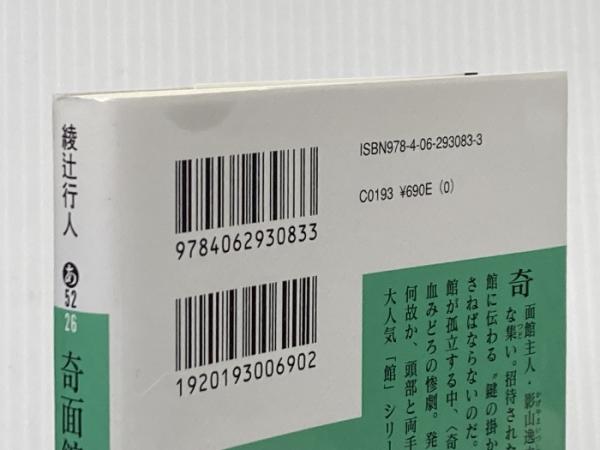 綾辻行人
あ
52
26
奇面館
9784062930833
1920193006902
ISBN978-4-06-293083-3
C0193 ¥690E (0)
奇面館主人・影山逸
な集い。招待された
館に伝わる〝鍵の掛か
さねばならないのだ。
館が孤立する中、〈奇
血みどろの惨劇。発
何故か、頭部と両手
大人気「館」シリー